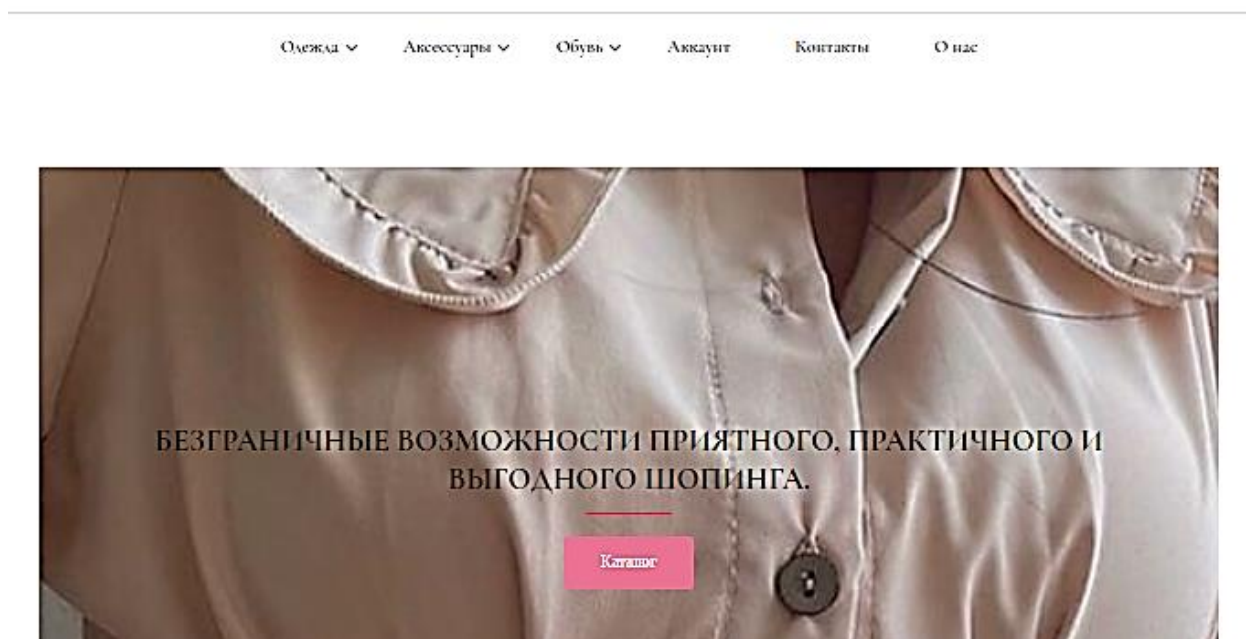 Одежда Аксессуары Обувь Аккаунт Контакты О нас
БЕЗГРАНИЧНЫЕ ВОЗМОЖНОСТИ ПРИЯТНОГО, ПРАКТИЧНОГО И
ВЫГОДНОГО ШОПИНГА.
Каталог